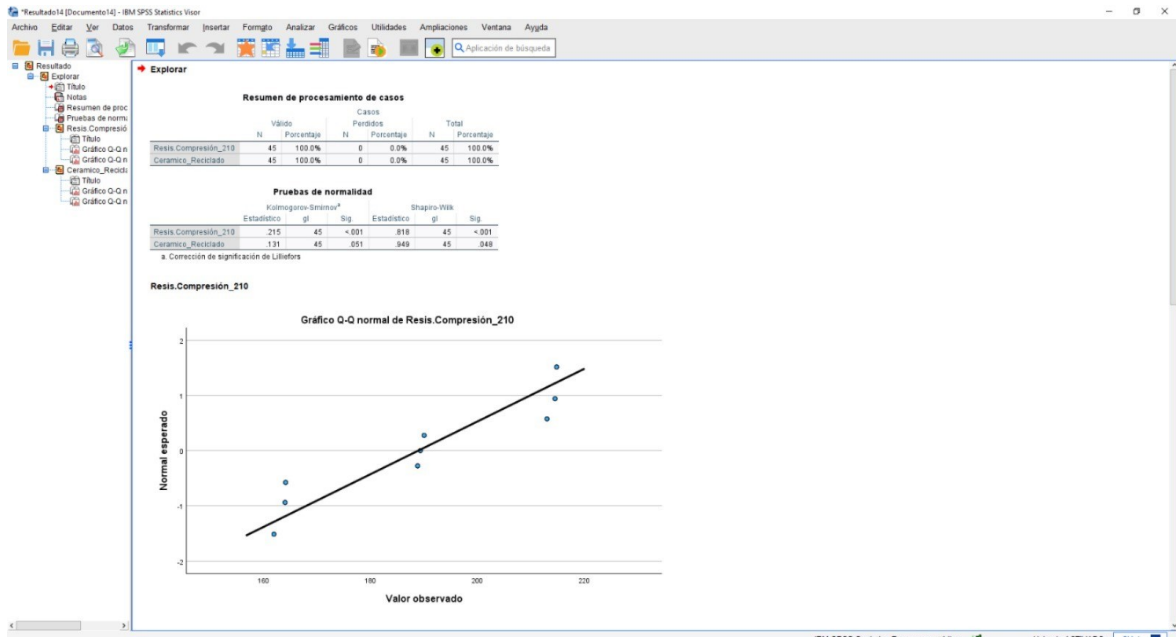 *Resultado14 [Documento14] - IBM SPSS Statistics Visor
Archivo Editar Ver Datos Transformar Insertar Formato Analizar Gráficos Utilidades Ampliaciones Ventana Ayuda
Aplicación de búsqueda
Resultado
Explorar
Título
Notas
Resumen de proc
Pruebas de norma
Resis.Compresió
Título
Gráfico Q-Q n
Gráfico Q-Q n
Ceramico_Recicla
Título
Gráfico Q-Q n
Gráfico Q-Q n
Explorar
Resumen de procesamiento de casos
Casos
Válido Perdidos Total
N Porcentaje N Porcentaje N Porcentaje
Resis.Compresión_210 45 100.0% 0 0.0% 45 100.0%
Ceramico_Reciclado 45 100.0% 0 0.0% 45 100.0%
Pruebas de normalidad
Kolmogorov-Smirnov^a Shapiro-Wilk
Estadístico gl Sig. Estadístico gl Sig.
Resis.Compresión_210 .215 45 <.001 .818 45 <.001
Ceramico_Reciclado .131 45 .051 .949 45 .048
a. Corrección de significación de Lilliefors
Resis.Compresión_210
Gráfico Q-Q normal de Resis.Compresión_210
2
1
0
-1
-2
Normal esperado
160 180 200 220
Valor observado